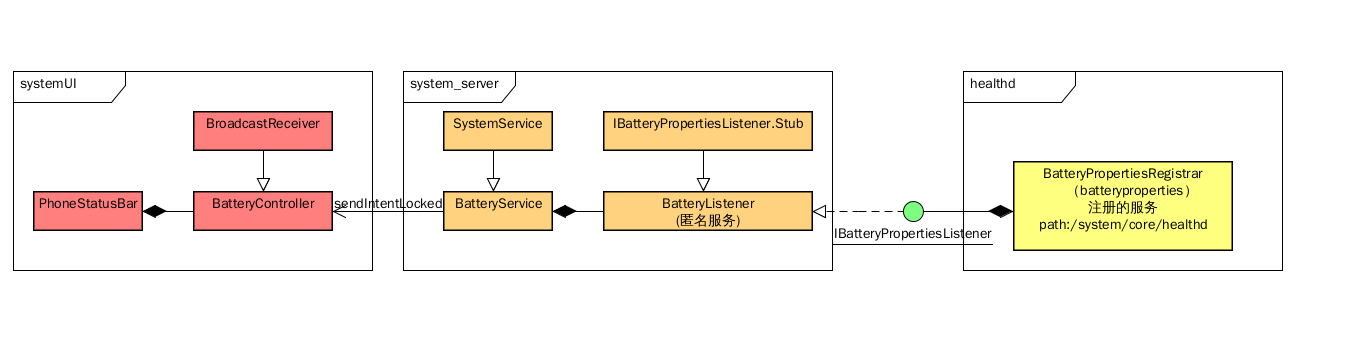 systemUI
BroadcastReceiver
PhoneStatusBar
BatteryController
sendIntentLocked
system_server
SystemService
IBatteryPropertiesListener.Stub
BatteryService
BatteryListener
(匿名服务)
IBatteryPropertiesListener
healthd
BatteryPropertiesRegistrar
（batteryproperties）
注册的服务
path:/system/core/healthd